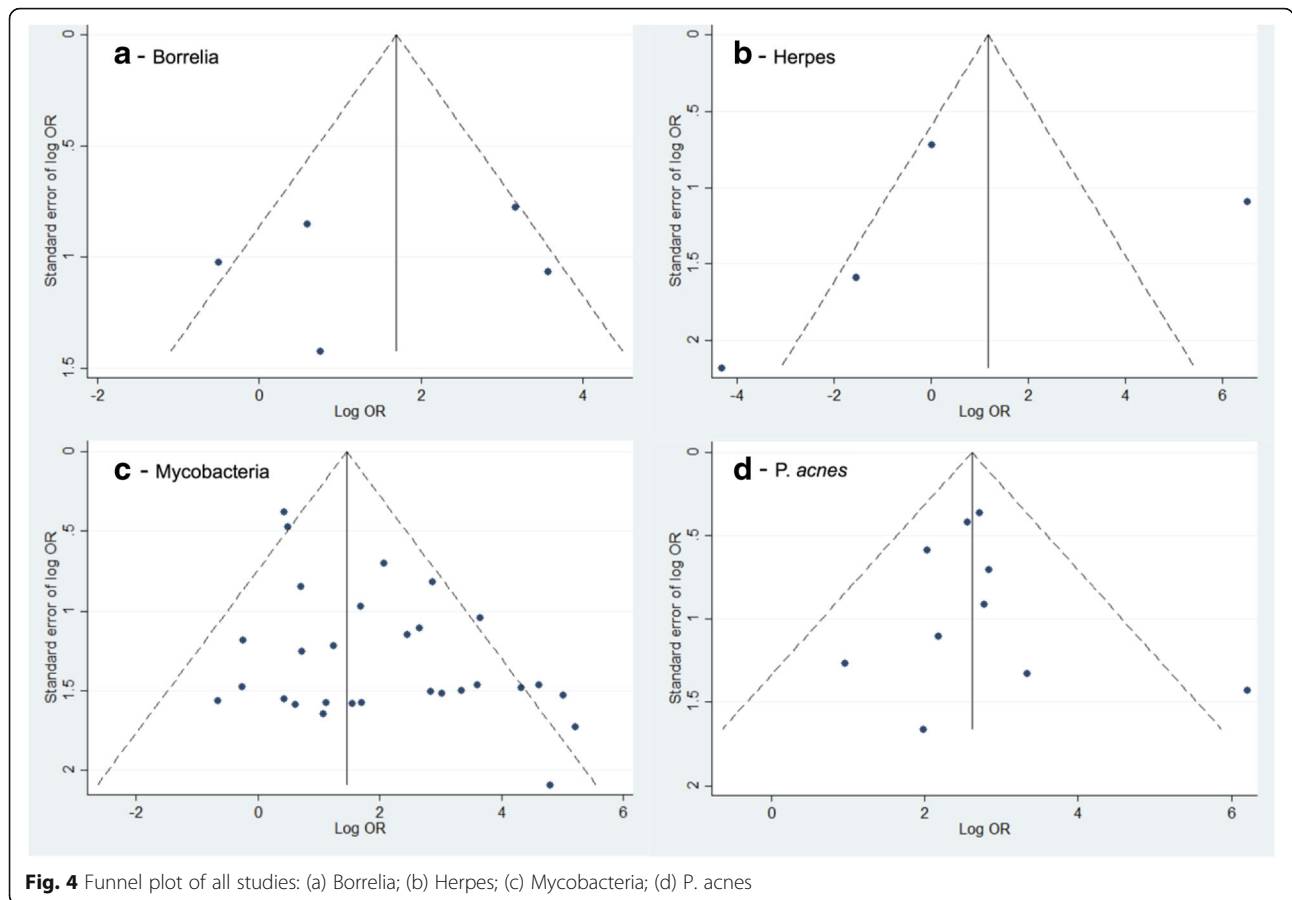 a - Borrelia
0
.5
1
1.5
Standard error of log OR
-2
0
2
4
Log OR
b - Herpes
0
.5
1
1.5
2
Standard error of log OR
-4
-2
0
2
4
6
Log OR
c - Mycobacteria
0
.5
1
1.5
2
Standard error of log OR
-2
0
2
4
6
Log OR
d - P. acnes
0
.5
1
1.5
2
Standard error of log OR
0
2
4
6
Log OR
Fig. 4 Funnel plot of all studies: (a) Borrelia; (b) Herpes; (c) Mycobacteria; (d) P. acnes